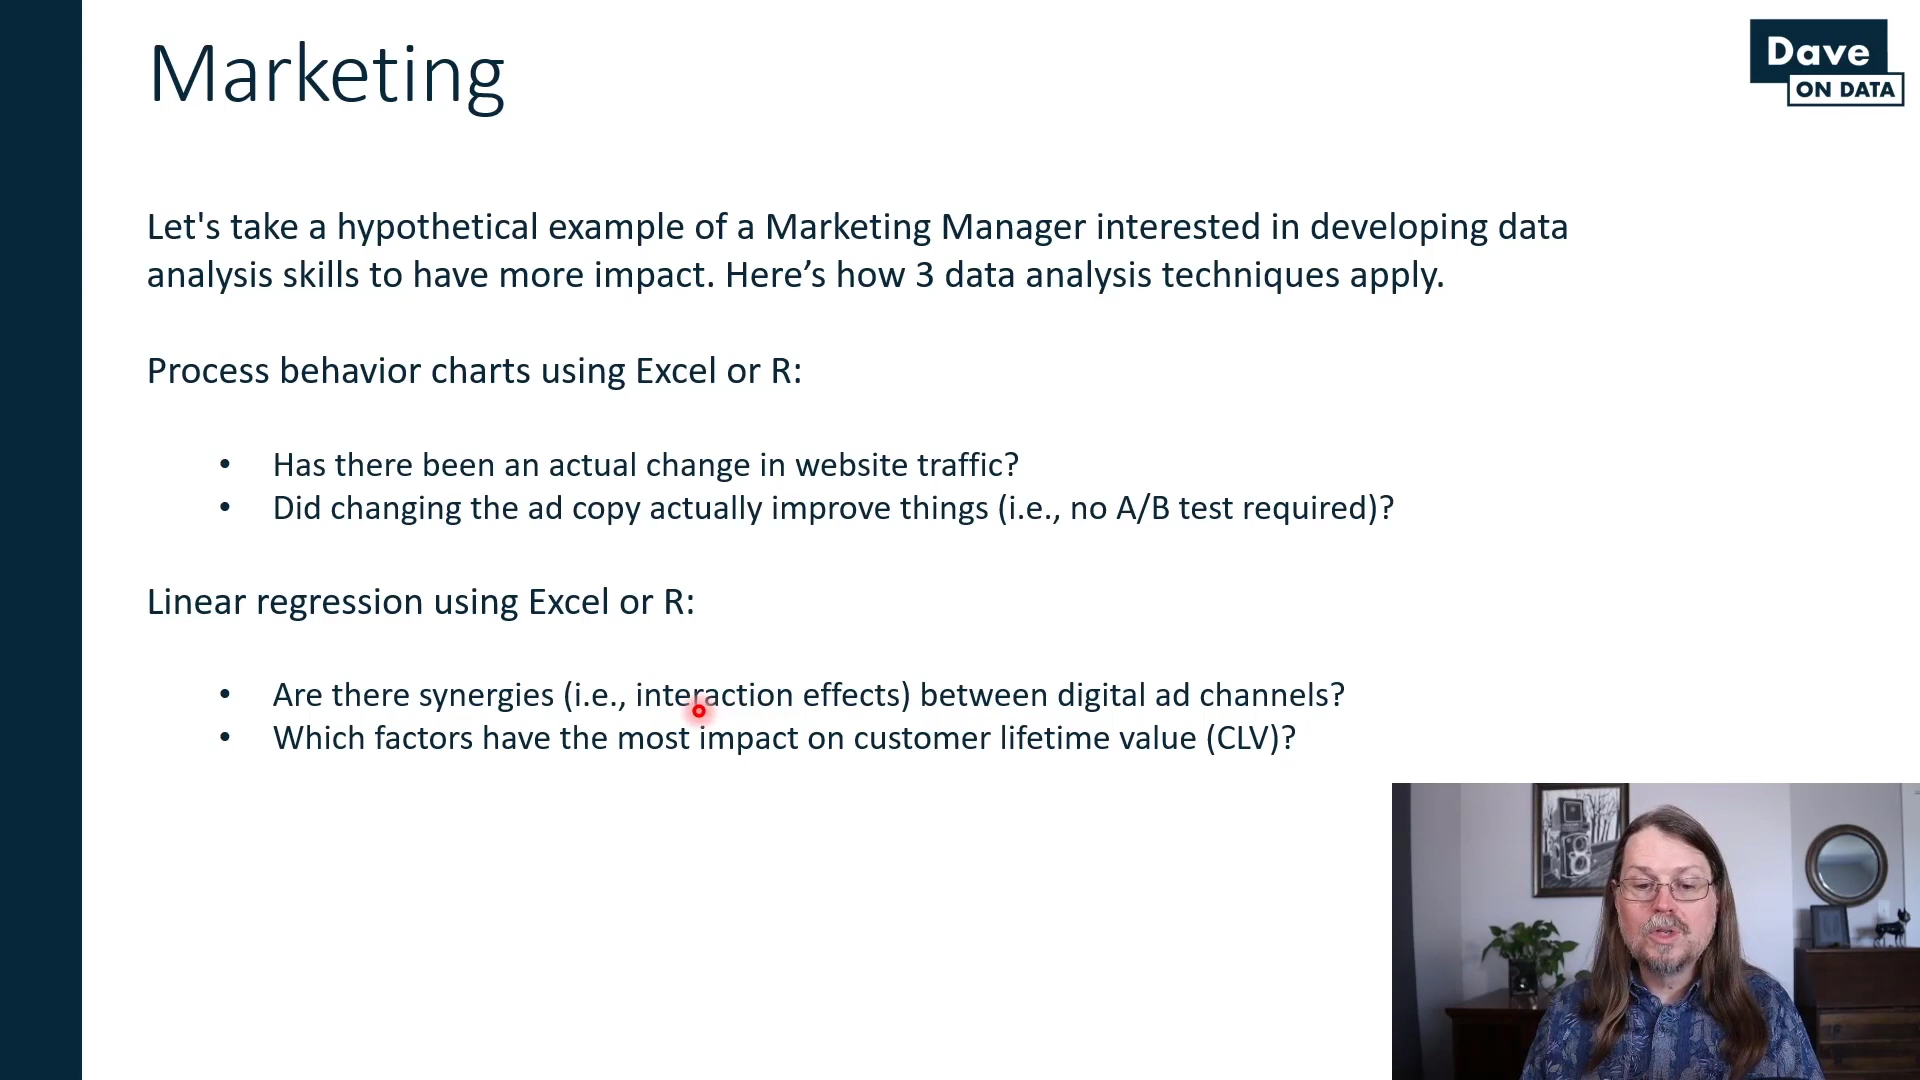 Marketing
Dave
ON DATA
Let's take a hypothetical example of a Marketing Manager interested in developing data
analysis skills to have more impact. Here’s how 3 data analysis techniques apply.
Process behavior charts using Excel or R:
• Has there been an actual change in website traffic?
• Did changing the ad copy actually improve things (i.e., no A/B test required)?
Linear regression using Excel or R:
• Are there synergies (i.e., interaction effects) between digital ad channels?
• Which factors have the most impact on customer lifetime value (CLV)?